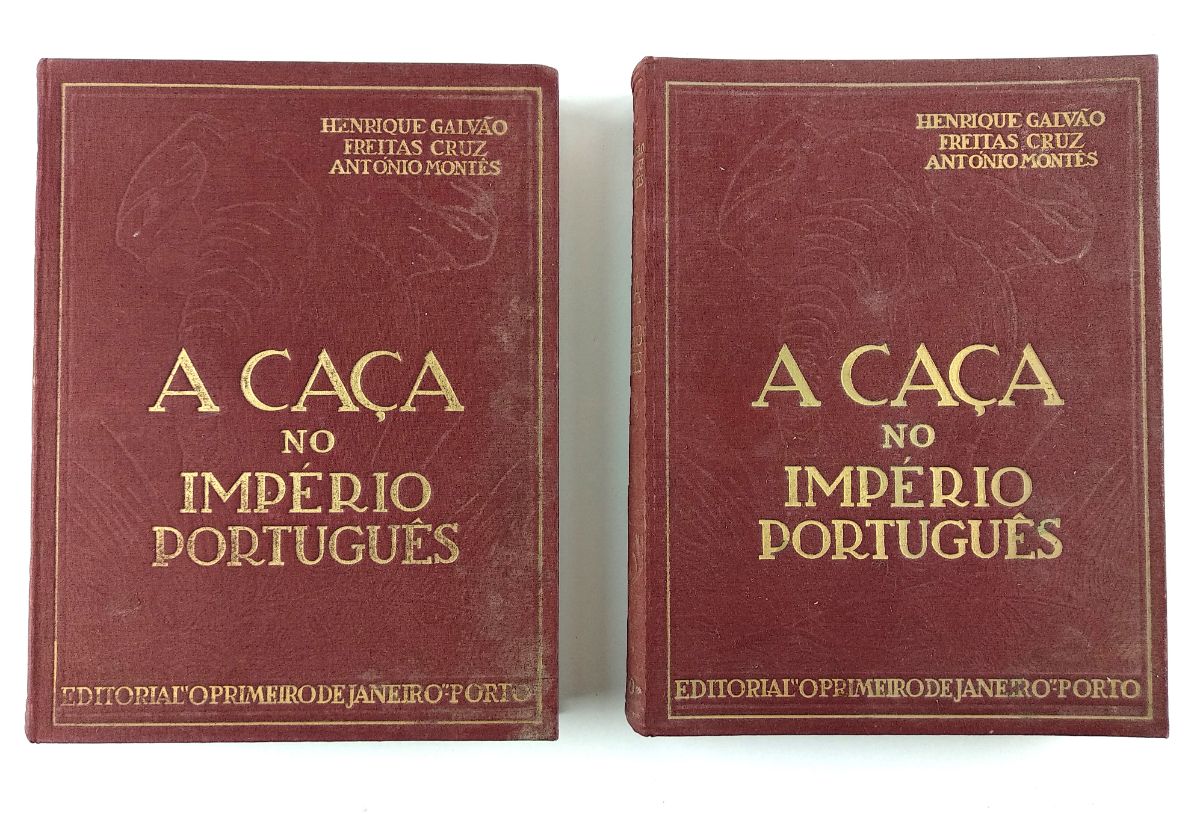 HENRIQUE GALVÃO
FREITAS CRUZ
ANTÓNIO MONTÊS
A CAÇA
NO
IMPÉRIO
PORTUGUÊS
EDITORIAL "O PRIMEIRO DE JANEIRO"-PORTO
HENRIQUE GALVÃO
FREITAS CRUZ
ANTÓNIO MONTÊS
A CAÇA
NO
IMPÉRIO
PORTUGUÊS
EDITORIAL "O PRIMEIRO DE JANEIRO"-PORTO